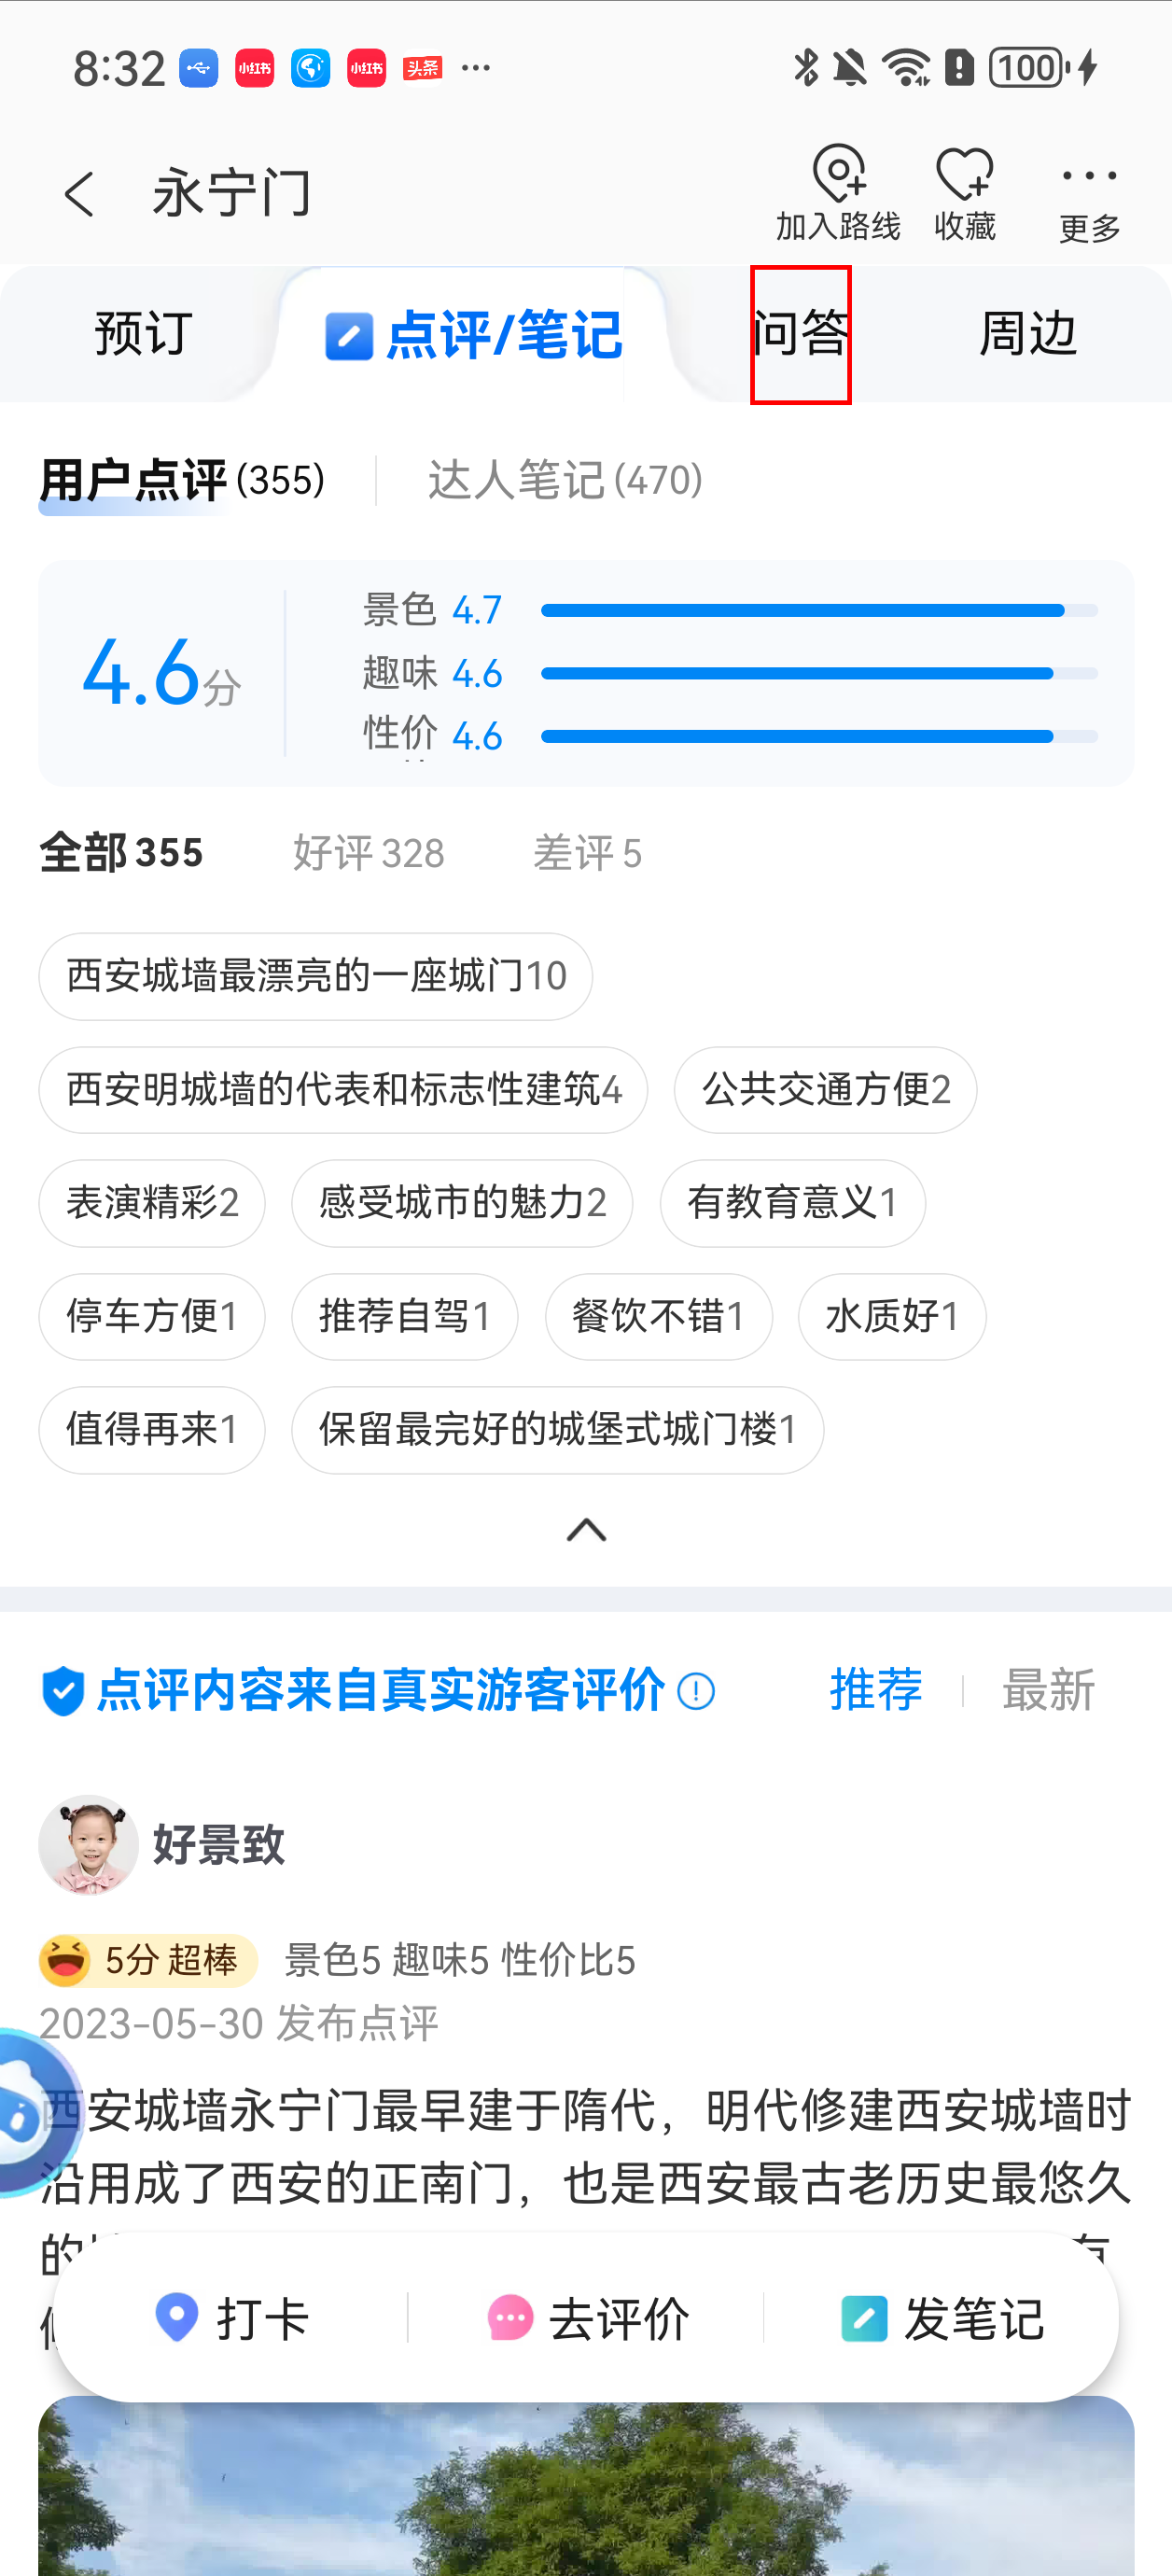 8:32 小红书 小红书 头条 ... 100
永宁门
加入路线 收藏 更多
预订 点评/笔记 问答 周边
用户点评(355) 达人笔记(470)
4.6分
景色 4.7
趣味 4.6
性价 4.6
全部355 好评328 差评5
西安城墙最漂亮的一座城门10
西安明城墙的代表和标志性建筑4 公共交通方便2
表演精彩2 感受城市的魅力2 有教育意义1
停车方便1 推荐自驾1 餐饮不错1 水质好1
值得再来1 保留最完好的城堡式城门楼1
点评内容来自真实游客评价 推荐 最新
好景致
5分 超棒 景色5 趣味5 性价比5
2023-05-30 发布点评
西安城墙永宁门最早建于隋代，明代修建西安城墙时
沿用成了西安的正南门，也是西安最古老历史最悠久
的
打卡 去评价 发笔记